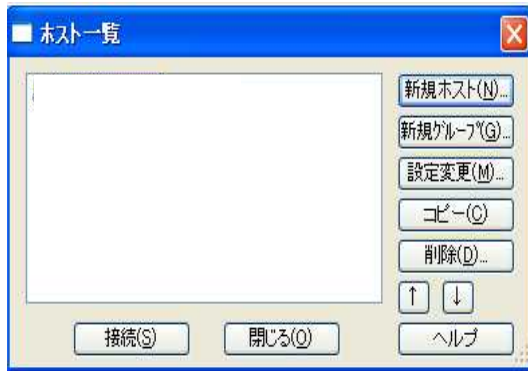 ホスト一覧
新規ホスト(N)...
新規グループ(G)...
設定変更(M)...
コピー(C)
削除(D)...
↑ ↓
接続(S) 閉じる(O) ヘルプ